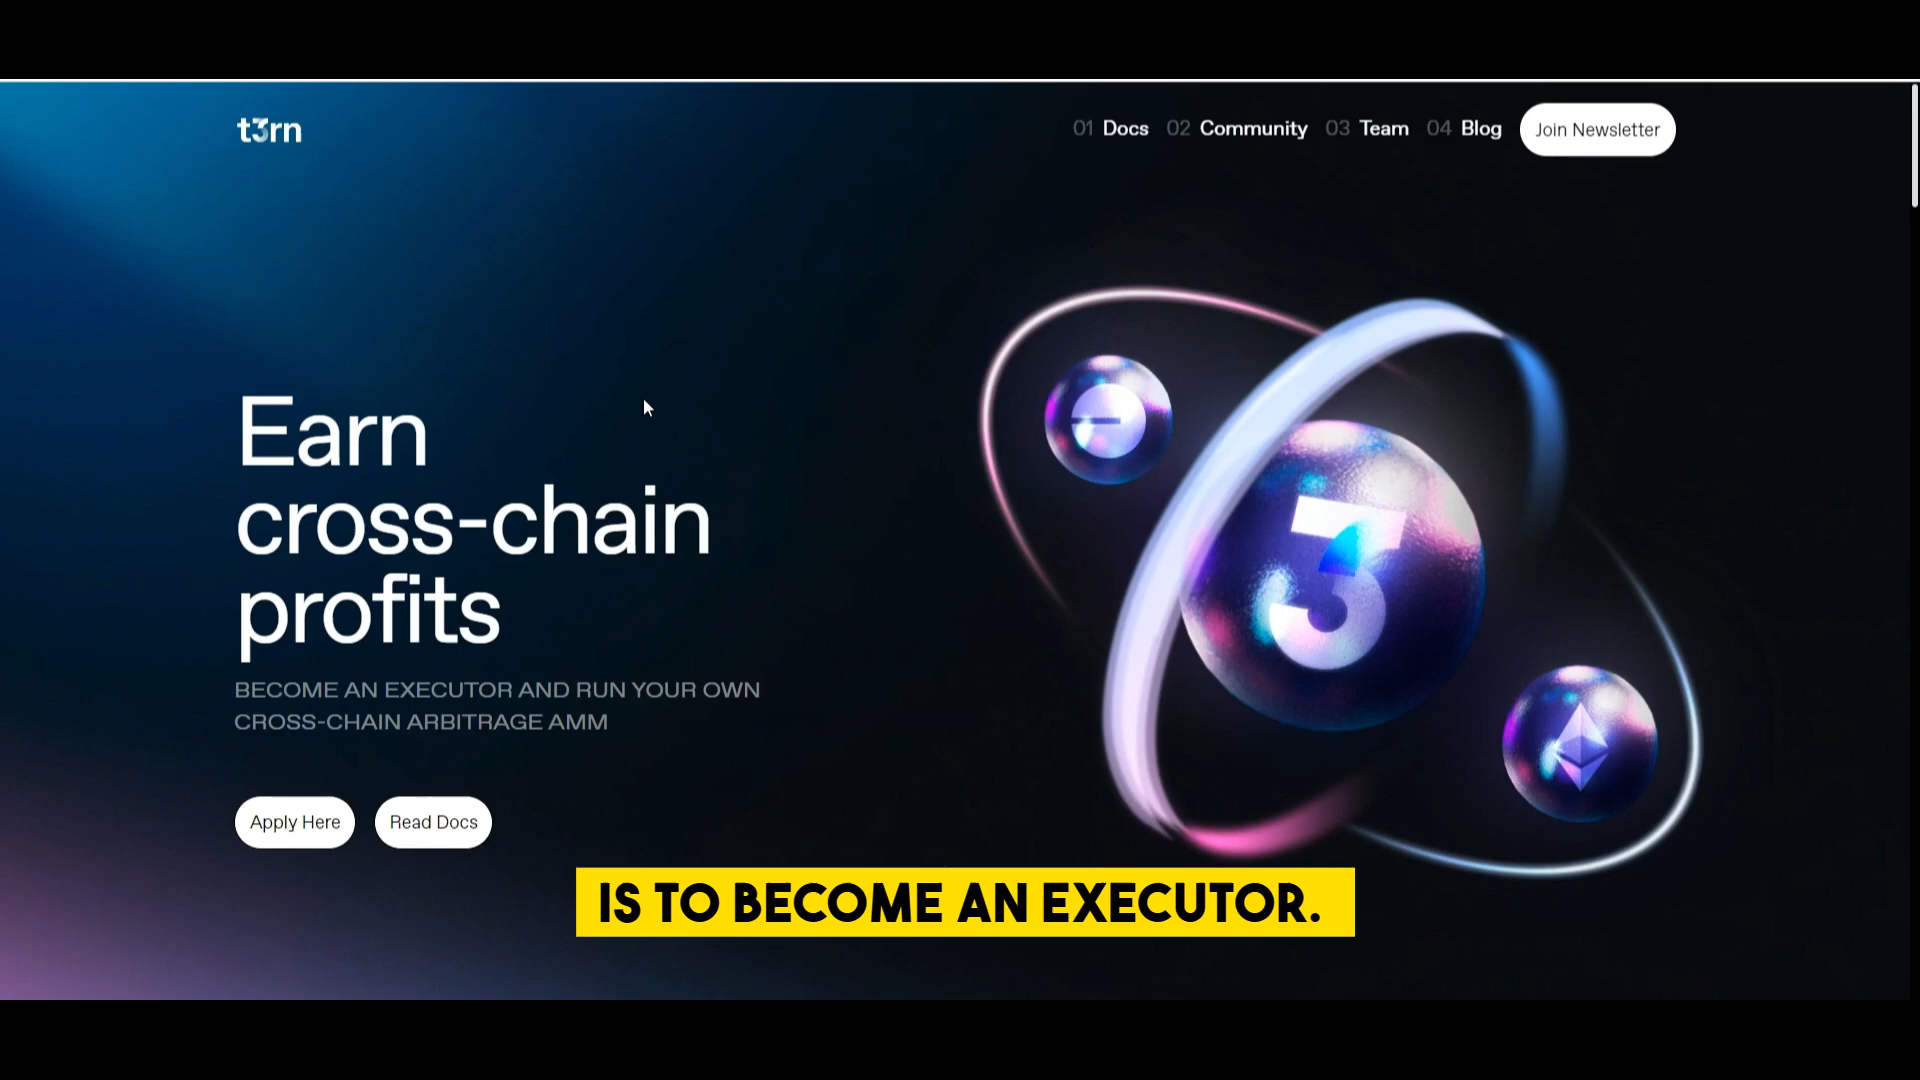 t3rn
01 Docs 02 Community 03 Team 04 Blog Join Newsletter
Earn
cross-chain
profits
BECOME AN EXECUTOR AND RUN YOUR OWN
CROSS-CHAIN ARBITRAGE AMM
3
Apply Here Read Docs
IS TO BECOME AN EXECUTOR.